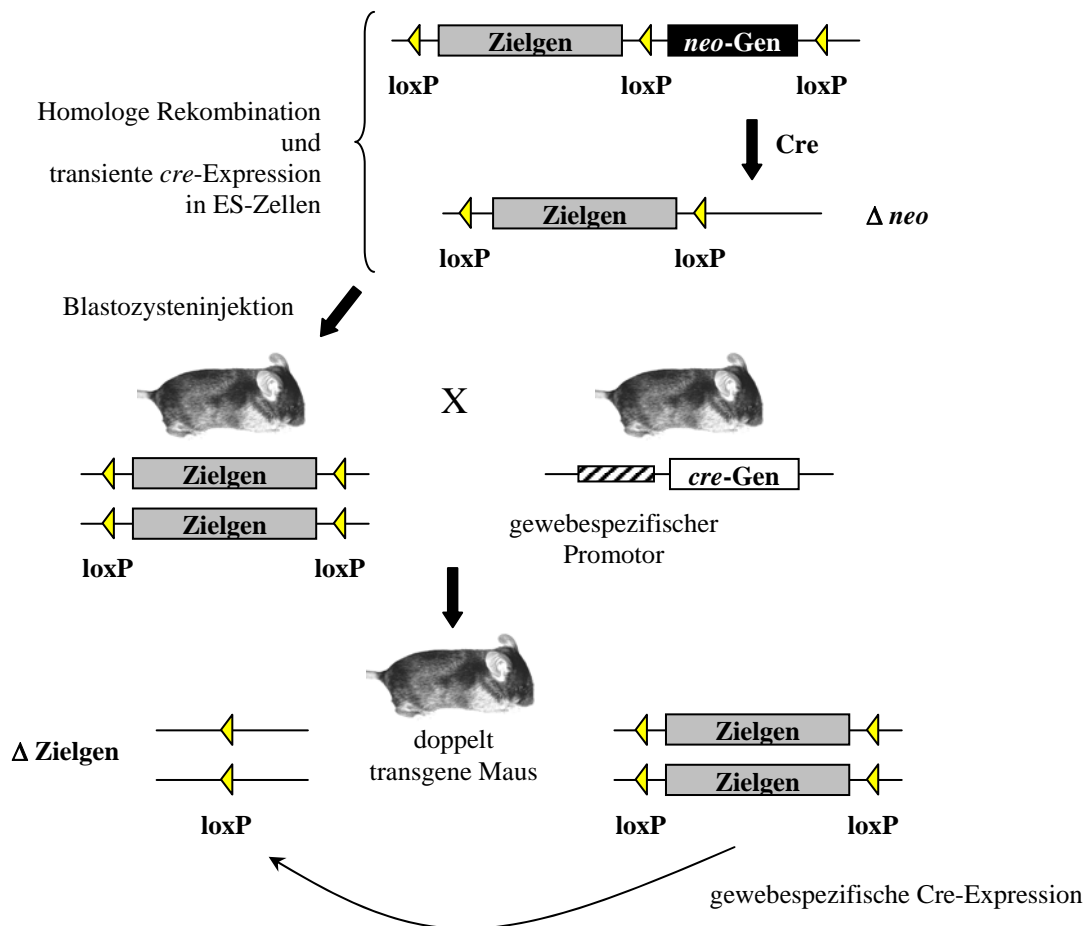 Zielgen neo-Gen
loxP loxP loxP
Homologe Rekombination
und
transiente cre-Expression
in ES-Zellen
Cre
Zielgen
Δ neo
loxP loxP
Blastozysteninjektion
X
Zielgen
Zielgen
loxP loxP
cre-Gen
gewebespezifischer
Promotor
doppelt
transgene Maus
Δ Zielgen
loxP
Zielgen
Zielgen
loxP loxP
gewebespezifische Cre-Expression